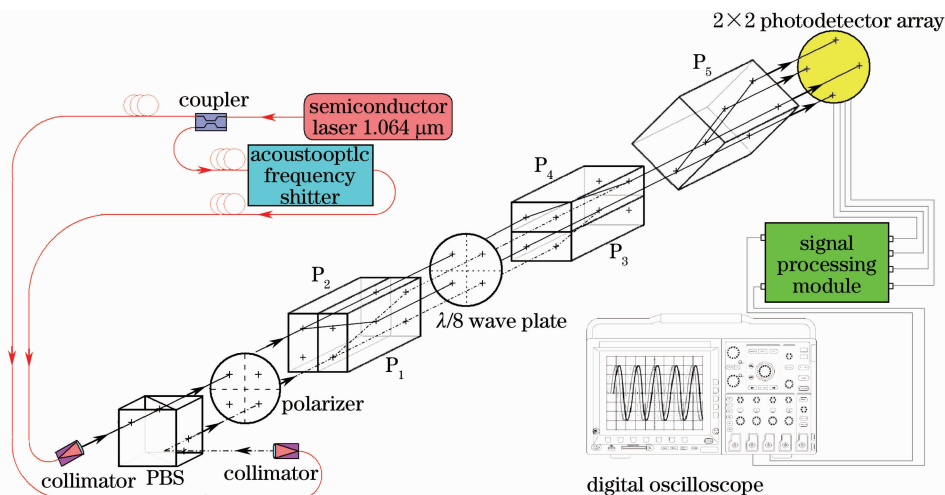 2×2 photodetector array
P5
coupler
semiconductor
laser 1.064 μm
acoustooptlc
frequency
shitter
P4
P3
signal
processing
module
P2
λ/8 wave plate
P1
polarizer
collimator
PBS
collimator
digital oscilloscope